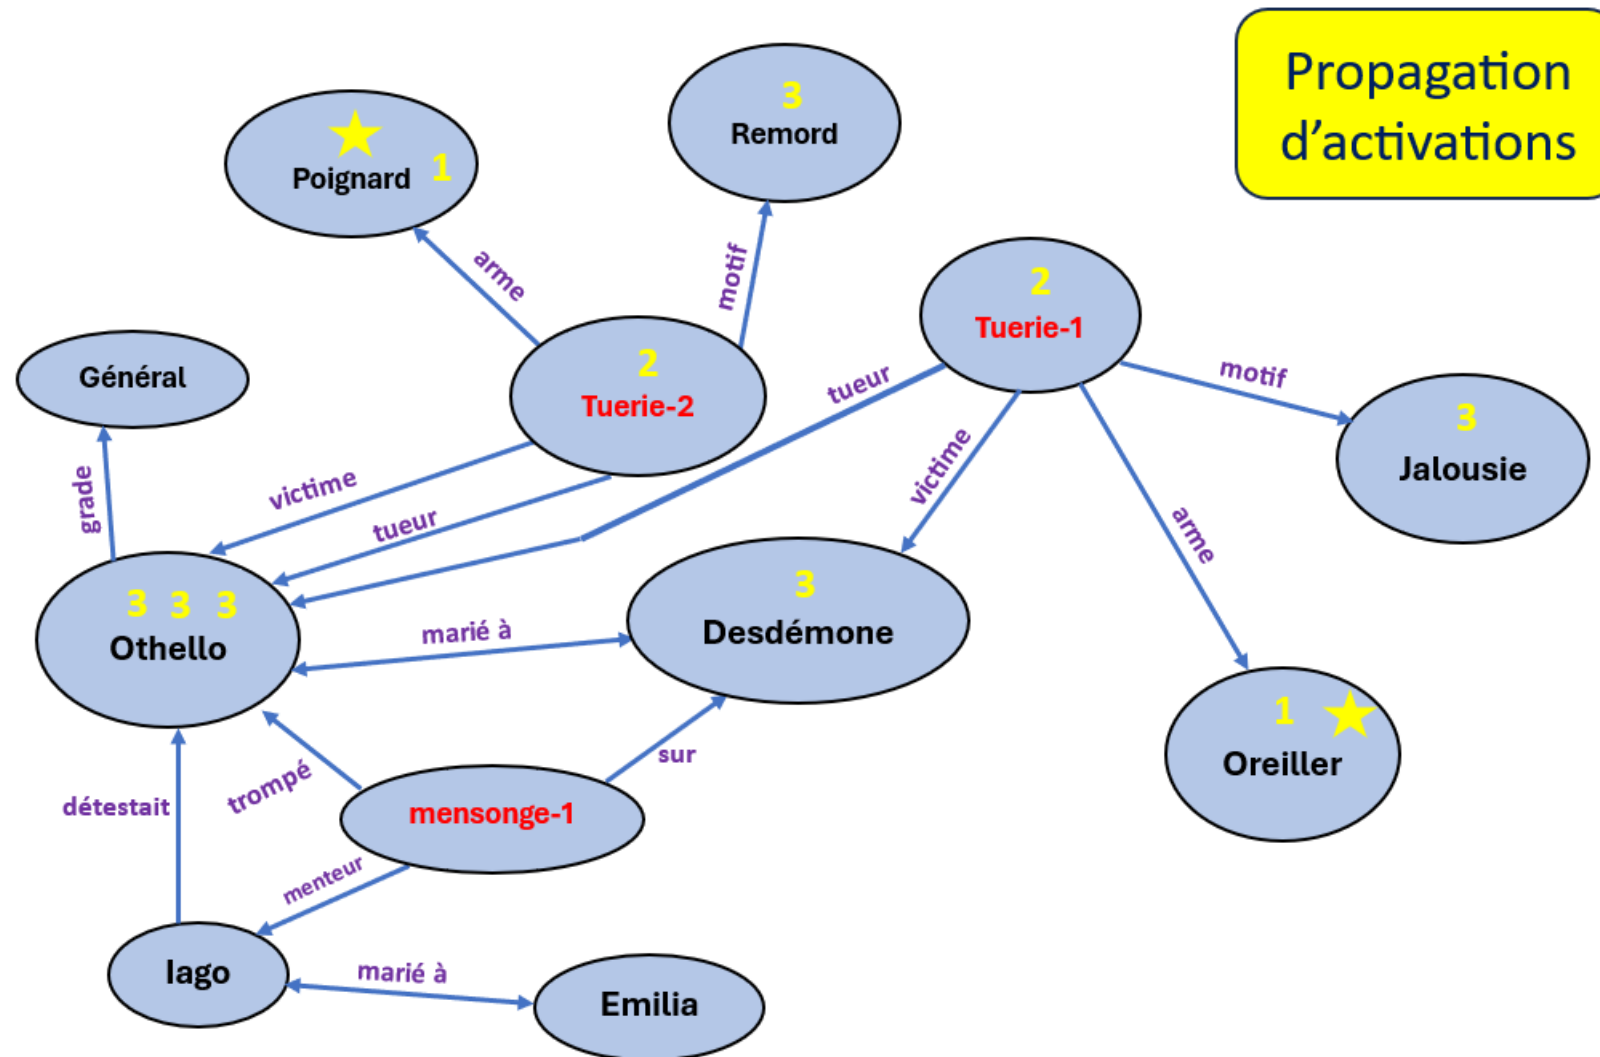 Propagation
d’activations
3
Remord
Poignard
1
arme
motif
2
Tuerie-1
motif
Général
2
Tuerie-2
tueur
3
Jalousie
victime
grade
victime
tueur
arme
3 3 3
Othello
marié à
3
Desdémone
1
Oreiller
sur
trompé
détestait
mensonge-1
menteur
Iago
marié à
Emilia